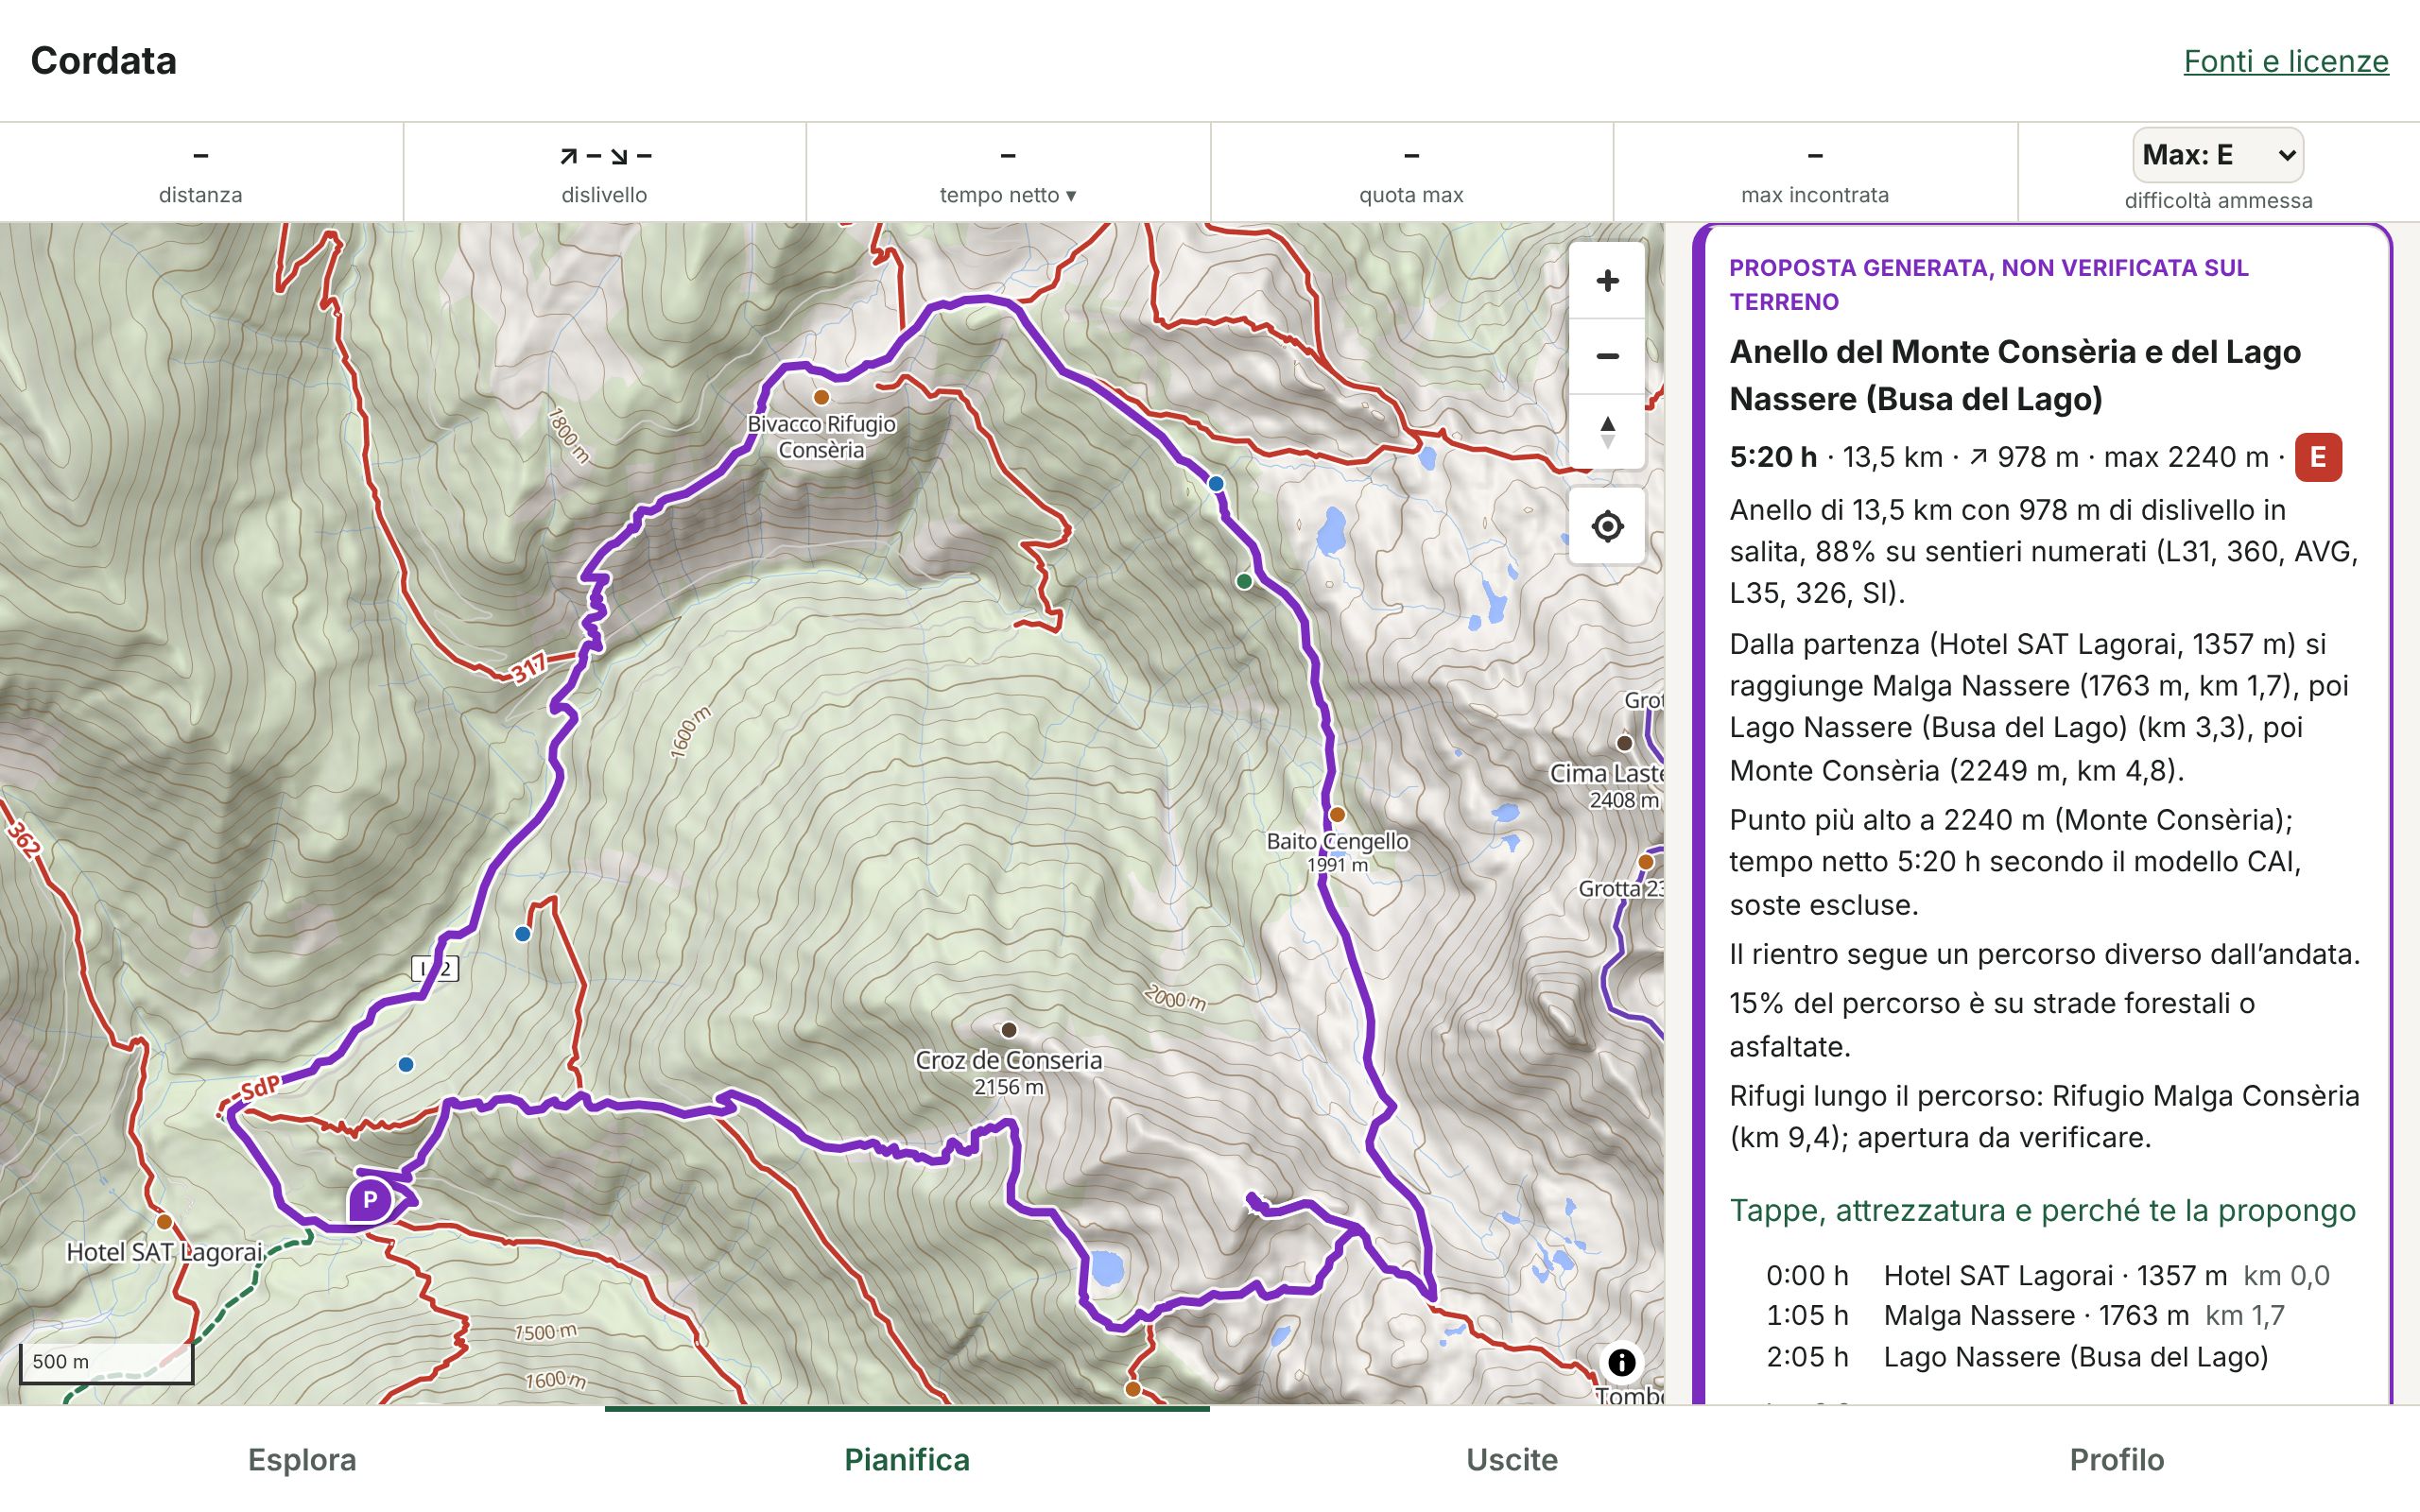 Cordata
Fonti e licenze
–
distanza
↗ – ↘ –
dislivello
–
tempo netto ▾
–
quota max
–
max incontrata
Max: E
difficoltà ammessa
Bivacco Rifugio
Consèria
1800 m
317
1600 m
362
SdP
P
Hotel SAT Lagorai
Croz de Conseria
2156 m
2000 m
Baito Cengello
1991 m
Cima Laste
2408 m
Grotta 23
1500 m
1600 m
500 m
PROPOSTA GENERATA, NON VERIFICATA SUL
TERRENO
Anello del Monte Consèria e del Lago
Nassere (Busa del Lago)
5:20 h · 13,5 km · ↗ 978 m · max 2240 m · E
Anello di 13,5 km con 978 m di dislivello in
salita, 88% su sentieri numerati (L31, 360, AVG,
L35, 326, SI).
Dalla partenza (Hotel SAT Lagorai, 1357 m) si
raggiunge Malga Nassere (1763 m, km 1,7), poi
Lago Nassere (Busa del Lago) (km 3,3), poi
Monte Consèria (2249 m, km 4,8).
Punto più alto a 2240 m (Monte Consèria);
tempo netto 5:20 h secondo il modello CAI,
soste escluse.
Il rientro segue un percorso diverso dall’andata.
15% del percorso è su strade forestali o
asfaltate.
Rifugi lungo il percorso: Rifugio Malga Consèria
(km 9,4); apertura da verificare.
Tappe, attrezzatura e perché te la propongo
0:00 h Hotel SAT Lagorai · 1357 m km 0,0
1:05 h Malga Nassere · 1763 m km 1,7
2:05 h Lago Nassere (Busa del Lago)
Esplora
Pianifica
Uscite
Profilo